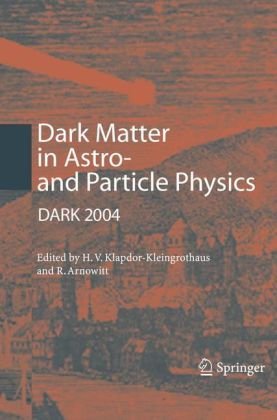 Dark Matter
in Astro-
and Particle Physics
DARK 2004
Edited by H. V. Klapdor-Kleingrothaus
and R. Arnowitt
Springer